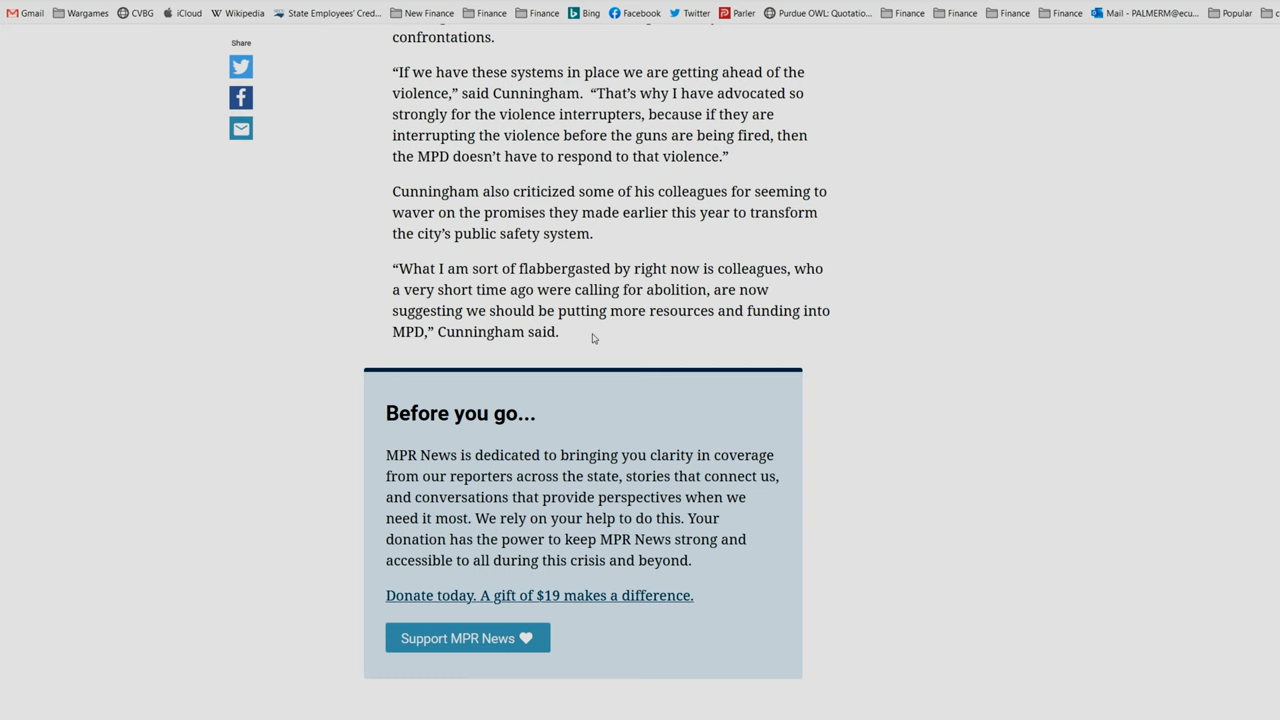 Gmail Wargames CVBG iCloud Wikipedia State Employees' Cred... New Finance Finance Finance Bing Facebook Twitter Parler Purdue OWL: Quotatio... Finance Finance Finance Finance Mail - PALMERM@ecu... Popular
Share
confrontations.
“If we have these systems in place we are getting ahead of the
violence,” said Cunningham.  “That’s why I have advocated so
strongly for the violence interrupters, because if they are
interrupting the violence before the guns are being fired, then
the MPD doesn’t have to respond to that violence.”
Cunningham also criticized some of his colleagues for seeming to
waver on the promises they made earlier this year to transform
the city’s public safety system.
“What I am sort of flabbergasted by right now is colleagues, who
a very short time ago were calling for abolition, are now
suggesting we should be putting more resources and funding into
MPD,” Cunningham said.
Before you go...
MPR News is dedicated to bringing you clarity in coverage
from our reporters across the state, stories that connect us,
and conversations that provide perspectives when we
need it most. We rely on your help to do this. Your
donation has the power to keep MPR News strong and
accessible to all during this crisis and beyond.
Donate today. A gift of $19 makes a difference.
Support MPR News